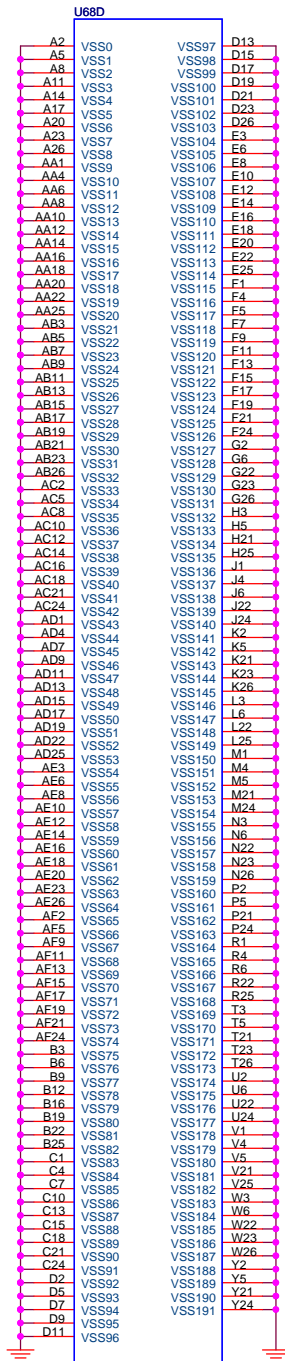 U68D
A2 VSS0
A5 VSS1
A8 VSS2
A11 VSS3
A14 VSS4
A17 VSS5
A20 VSS6
A23 VSS7
A26 VSS8
AA1 VSS9
AA4 VSS10
AA6 VSS11
AA8 VSS12
AA10 VSS13
AA12 VSS14
AA14 VSS15
AA16 VSS16
AA18 VSS17
AA20 VSS18
AA22 VSS19
AA25 VSS20
AB3 VSS21
AB5 VSS22
AB7 VSS23
AB9 VSS24
AB11 VSS25
AB13 VSS26
AB15 VSS27
AB17 VSS28
AB19 VSS29
AB21 VSS30
AB23 VSS31
AB26 VSS32
AC2 VSS33
AC5 VSS34
AC8 VSS35
AC10 VSS36
AC12 VSS37
AC14 VSS38
AC16 VSS39
AC18 VSS40
AC21 VSS41
AC24 VSS42
AD1 VSS43
AD4 VSS44
AD7 VSS45
AD9 VSS46
AD11 VSS47
AD13 VSS48
AD15 VSS49
AD17 VSS50
AD19 VSS51
AD22 VSS52
AD25 VSS53
AE3 VSS54
AE6 VSS55
AE8 VSS56
AE10 VSS57
AE12 VSS58
AE14 VSS59
AE16 VSS60
AE18 VSS61
AE20 VSS62
AE23 VSS63
AE26 VSS64
AF2 VSS65
AF5 VSS66
AF9 VSS67
AF11 VSS68
AF13 VSS69
AF15 VSS70
AF17 VSS71
AF19 VSS72
AF21 VSS73
AF24 VSS74
B3 VSS75
B6 VSS76
B9 VSS77
B12 VSS78
B16 VSS79
B19 VSS80
B22 VSS81
B25 VSS82
C1 VSS83
C4 VSS84
C7 VSS85
C10 VSS86
C13 VSS87
C15 VSS88
C18 VSS89
C21 VSS90
C24 VSS91
D2 VSS92
D5 VSS93
D7 VSS94
D9 VSS95
D11 VSS96
VSS97 D13
VSS98 D15
VSS99 D17
VSS100 D19
VSS101 D21
VSS102 D23
VSS103 D26
VSS104 E3
VSS105 E6
VSS106 E8
VSS107 E10
VSS108 E12
VSS109 E14
VSS110 E16
VSS111 E18
VSS112 E20
VSS113 E22
VSS114 E25
VSS115 F1
VSS116 F4
VSS117 F5
VSS118 F7
VSS119 F9
VSS120 F11
VSS121 F13
VSS122 F15
VSS123 F17
VSS124 F19
VSS125 F21
VSS126 F24
VSS127 G2
VSS128 G6
VSS129 G22
VSS130 G23
VSS131 G26
VSS132 H3
VSS133 H5
VSS134 H21
VSS135 H25
VSS136 J1
VSS137 J4
VSS138 J6
VSS139 J22
VSS140 J24
VSS141 K2
VSS142 K5
VSS143 K21
VSS144 K23
VSS145 K26
VSS146 L3
VSS147 L6
VSS148 L22
VSS149 L25
VSS150 M1
VSS151 M4
VSS152 M5
VSS153 M21
VSS154 M24
VSS155 N3
VSS156 N6
VSS157 N22
VSS158 N23
VSS159 N26
VSS160 P2
VSS161 P5
VSS162 P21
VSS163 P24
VSS164 R1
VSS165 R4
VSS166 R6
VSS167 R22
VSS168 R25
VSS169 T3
VSS170 T5
VSS171 T21
VSS172 T23
VSS173 T26
VSS174 U2
VSS175 U6
VSS176 U22
VSS177 U24
VSS178 V1
VSS179 V4
VSS180 V5
VSS181 V21
VSS182 V25
VSS183 W3
VSS184 W6
VSS185 W22
VSS186 W23
VSS187 W26
VSS188 Y2
VSS189 Y5
VSS190 Y21
VSS191 Y24